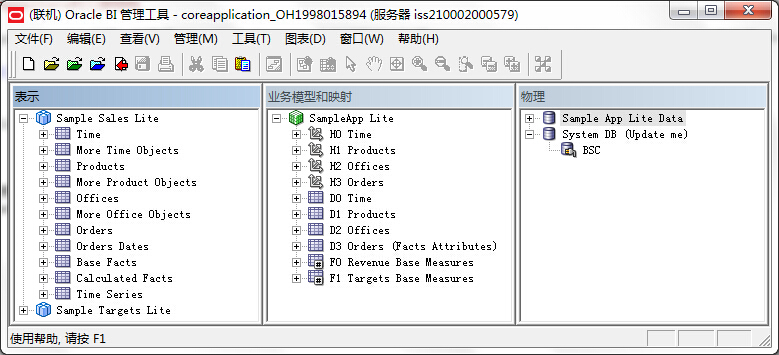 (联机) Oracle BI 管理工具 - coreapplication_OH1998015894 (服务器 iss210002000579)
文件(F) 编辑(E) 查看(V) 管理(M) 工具(T) 图表(D) 窗口(W) 帮助(H)
表示
Sample Sales Lite
Time
More Time Objects
Products
More Product Objects
Offices
More Office Objects
Orders
Orders Dates
Base Facts
Calculated Facts
Time Series
Sample Targets Lite
业务模型和映射
SampleApp Lite
H0 Time
H1 Products
H2 Offices
H3 Orders
D0 Time
D1 Products
D2 Offices
D3 Orders (Facts Attributes)
F0 Revenue Base Measures
F1 Targets Base Measures
物理
Sample App Lite Data
System DB (Update me)
BSC
使用帮助, 请按 F1